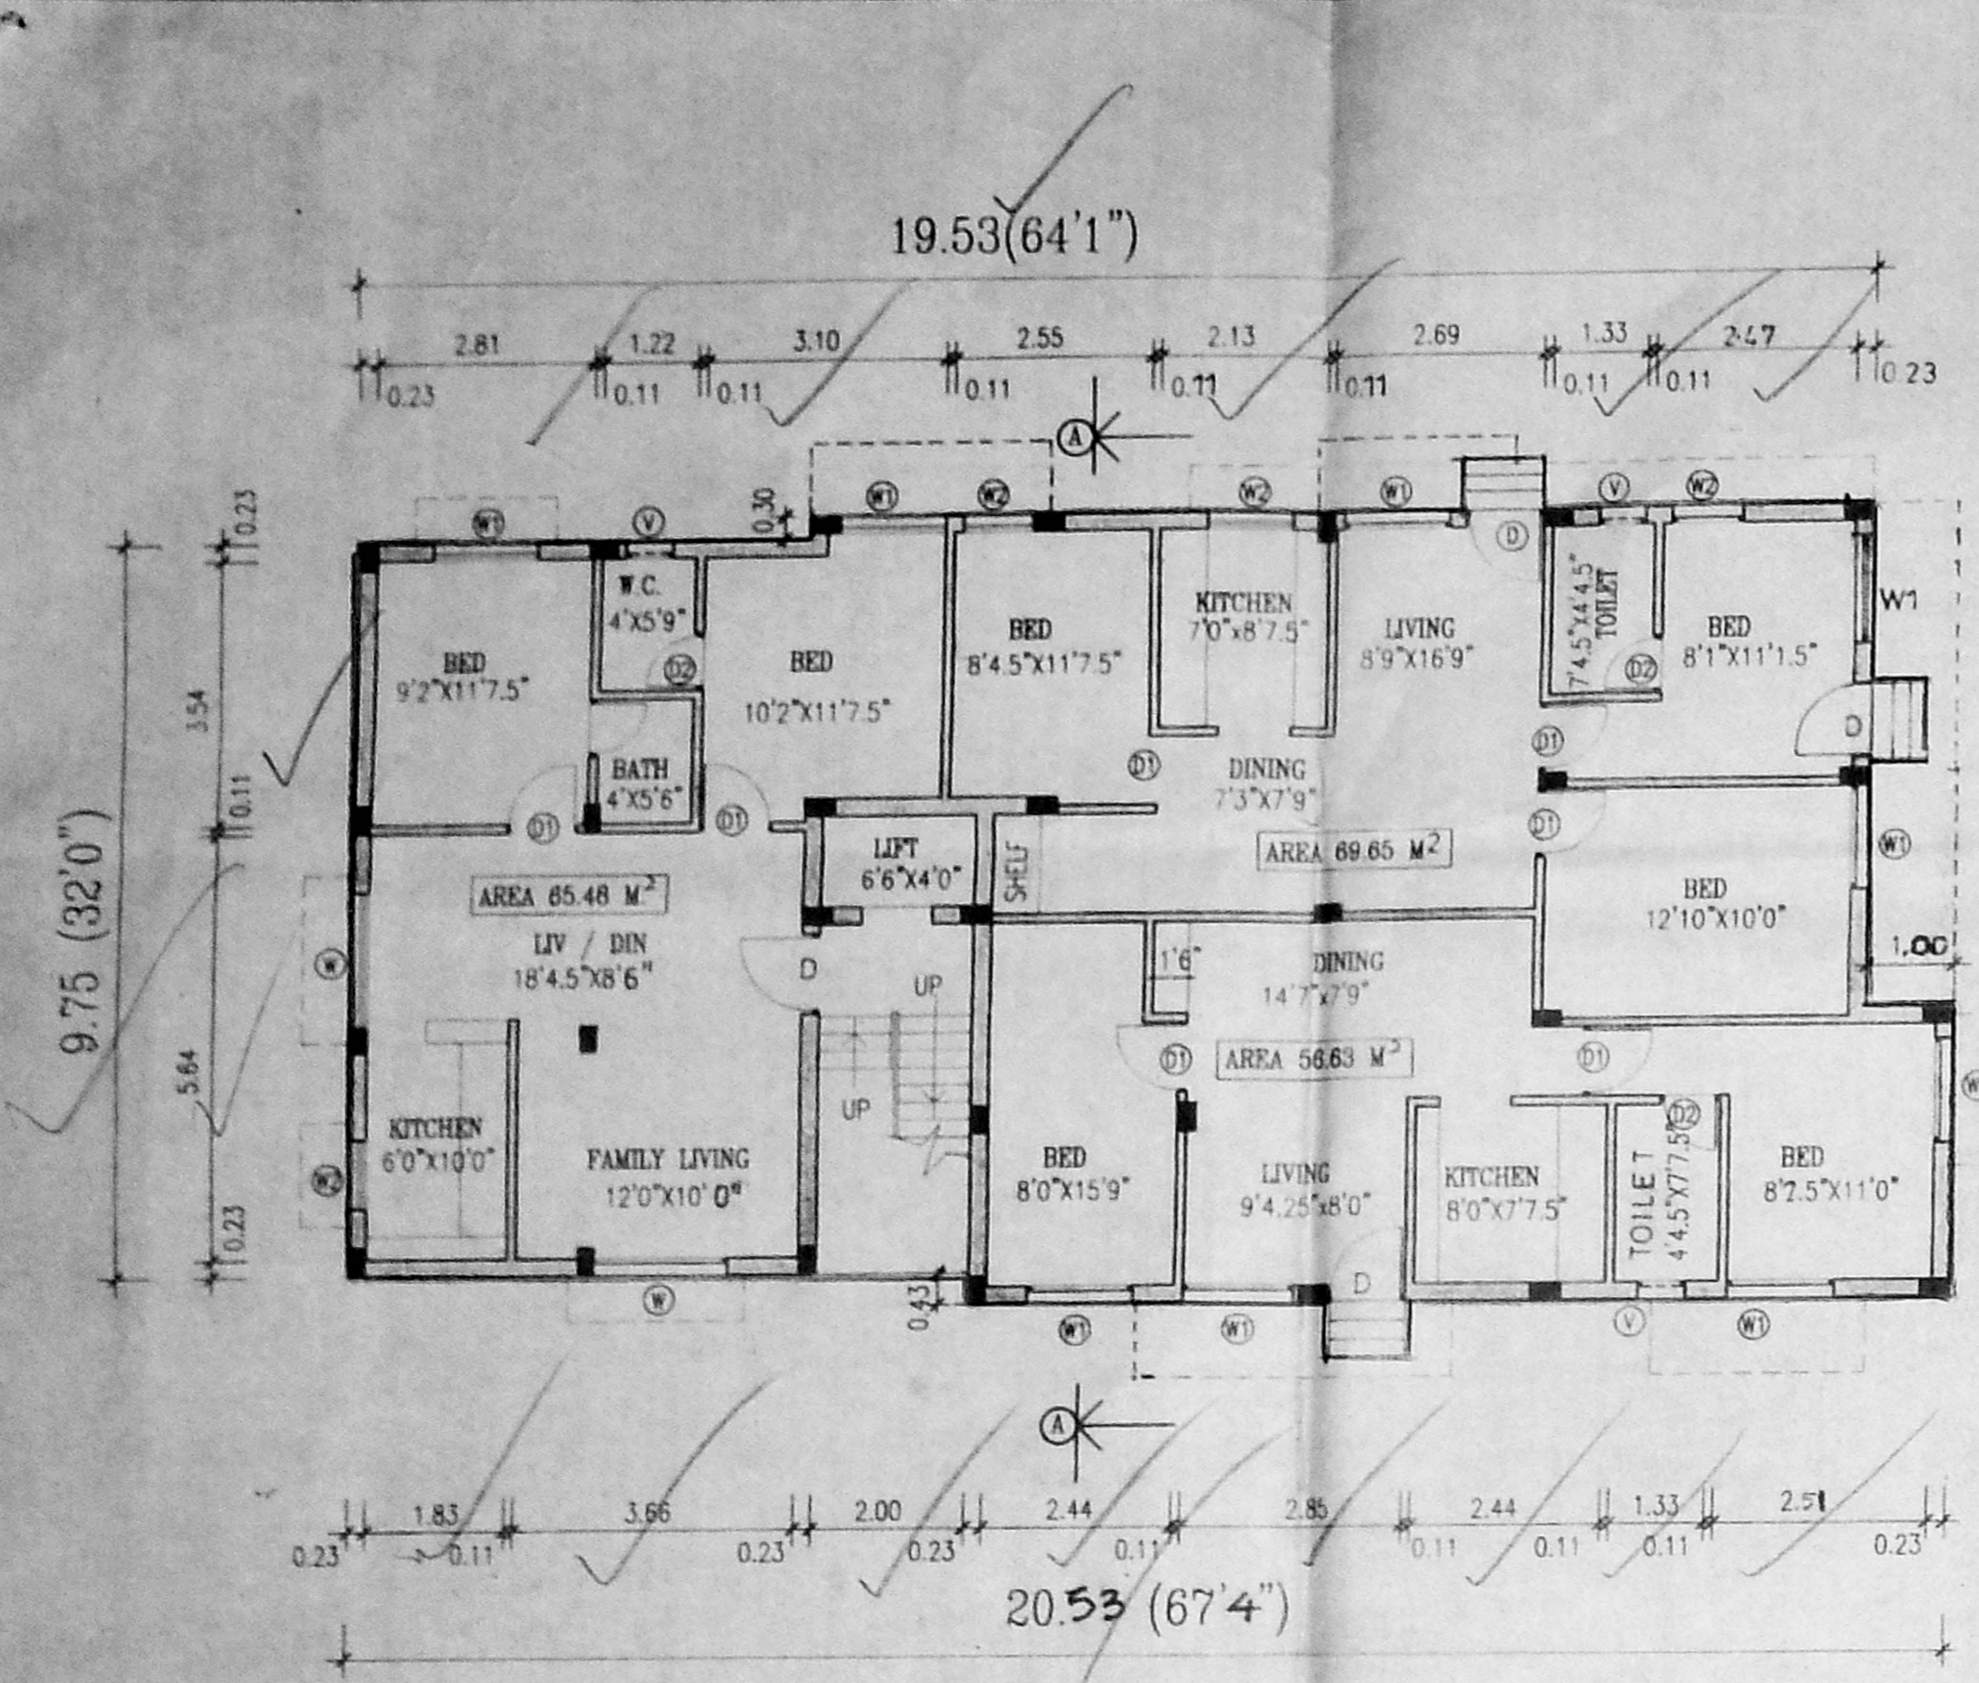 19.53(64'1")
2.81 1.22 3.10 2.55 2.13 2.69 1.33 2.47
0.23 0.11 0.11 0.11 0.11 0.11 0.11 0.11 0.23
A
W1 V W1 W2 W2 W1 V W2
0.23
0.30
D
W.C.
4'X5'9"
D2
BED
9'2"X11'7.5"
BED
10'2"X11'7.5"
BED
8'4.5"X11'7.5"
KITCHEN
7'0"x8'7.5"
LIVING
8'9"X16'9"
TOILET
7'4.5"X4'4.5"
D2
BED
8'1"X11'1.5"
W1
D
3.54
BATH
4'X5'6"
D1
D1
D1
DINING
7'3"X7'9"
D1
D1
0.11
9.75 (32'0")
LIFT
6'6"X4'0"
SHELF
AREA 69.65 M2
W1
AREA 65.48 M2
BED
12'10"X10'0"
LIV / DIN
18'4.5"X8'6"
W
D
UP
1'6"
DINING
14'7"x7'9"
1.00
5.64
UP
D1
AREA 56.63 M2
D1
W
KITCHEN
6'0"X10'0"
W2
FAMILY LIVING
12'0"X10'0"
BED
8'0"X15'9"
LIVING
9'4.25"x8'0"
KITCHEN
8'0"X7'7.5"
TOILET
4'4.5"X7'7.5"
D2
BED
8'2.5"X11'0"
0.23
D
0.43
W W1 W1 V W1
A
1.83 3.66 2.00 2.44 2.85 2.44 1.33 2.51
0.23 0.11 0.23 0.23 0.11 0.11 0.11 0.11 0.23
20.53 (67'4")